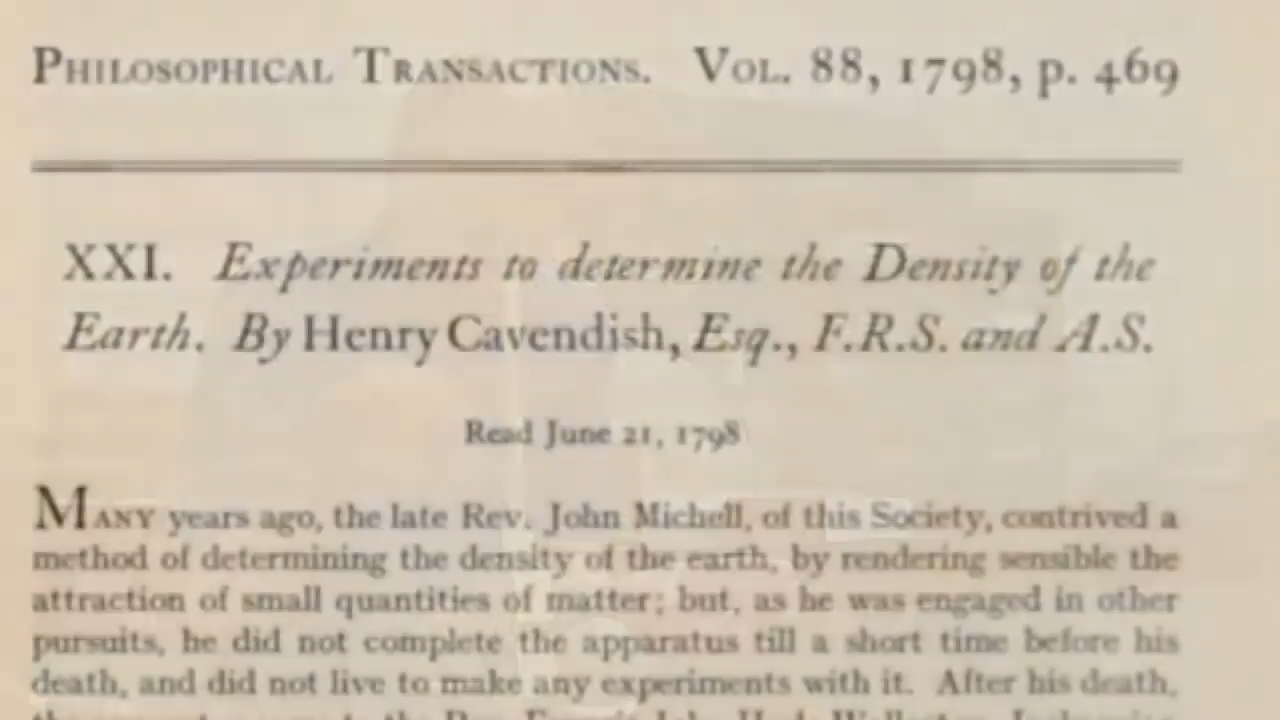 PHILOSOPHICAL TRANSACTIONS. VOL. 88, 1798, p. 469
XXI. Experiments to determine the Density of the
Earth. By Henry Cavendish, Esq., F.R.S. and A.S.
Read June 21, 1798
MANY years ago, the late Rev. John Michell, of this Society, contrived a
method of determining the density of the earth, by rendering sensible the
attraction of small quantities of matter; but, as he was engaged in other
pursuits, he did not complete the apparatus till a short time before his
death, and did not live to make any experiments with it. After his death,